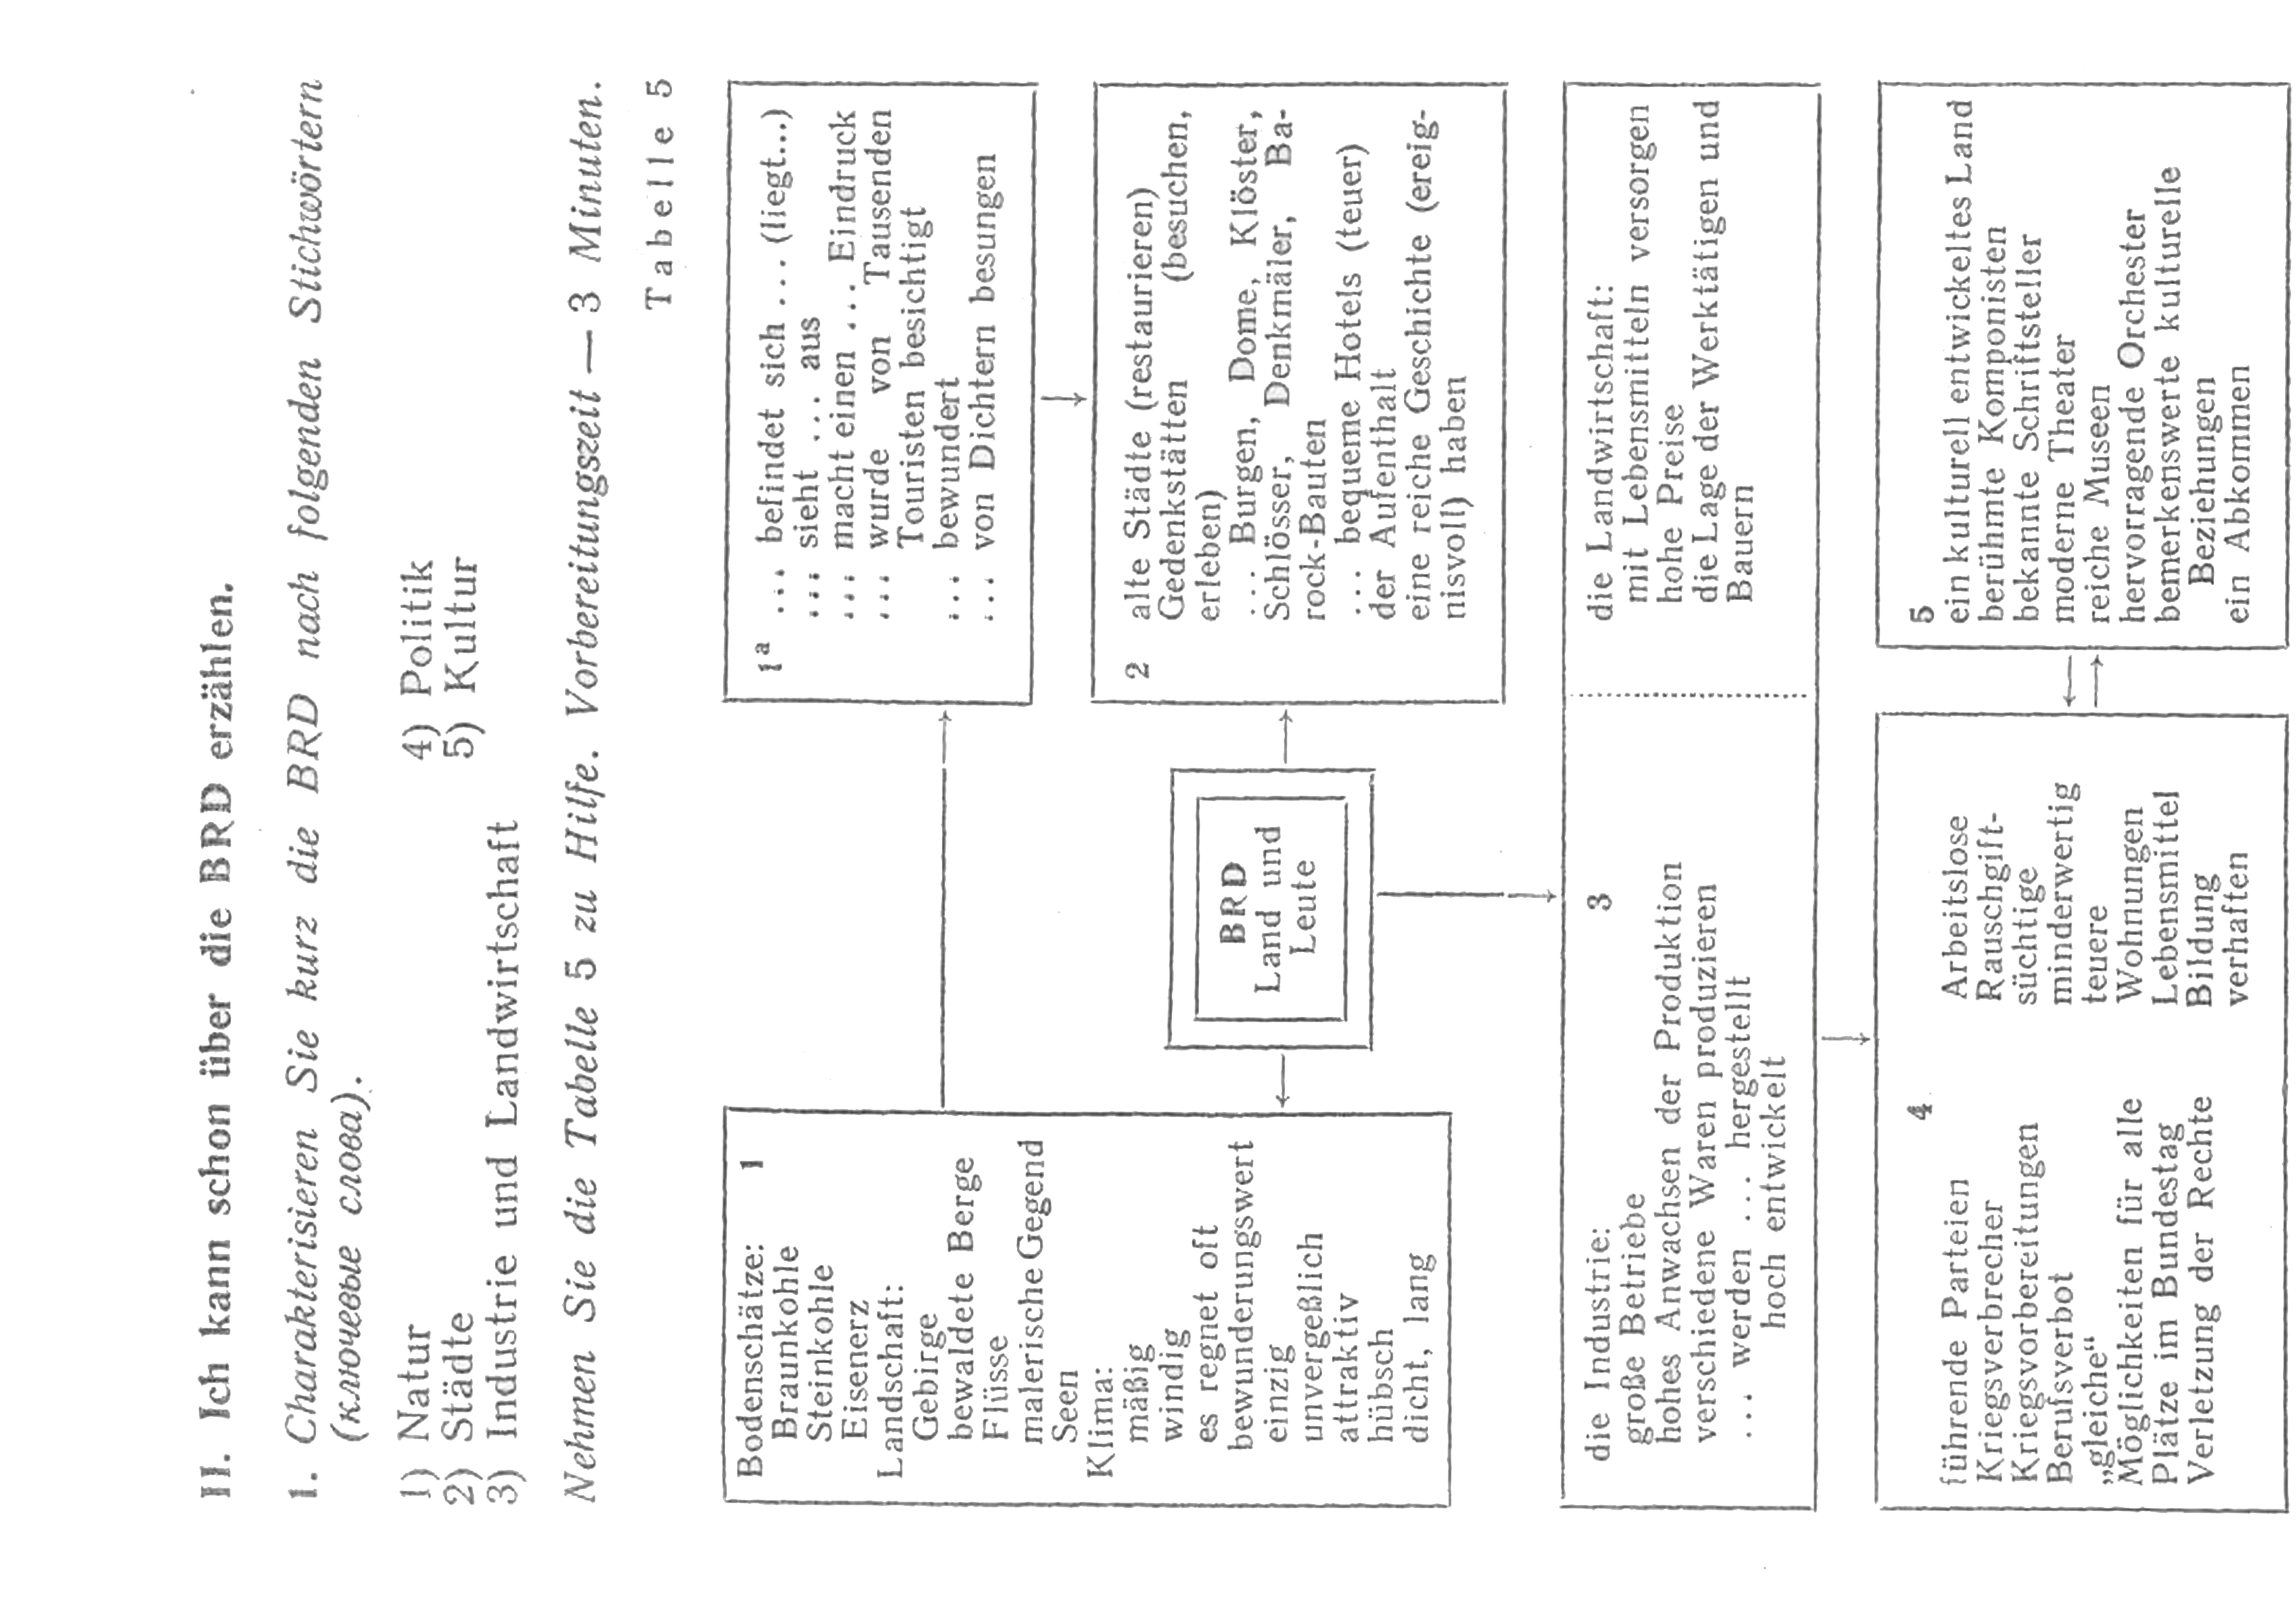 II. Ich kann schon über die BRD erzählen.
1. Charakterisieren Sie kurz die BRD nach folgenden Stichwörtern
(ключевые слова).
1) Natur
2) Städte
3) Industrie und Landwirtschaft
4) Politik
5) Kultur
Nehmen Sie die Tabelle 5 zu Hilfe. Vorbereitungszeit — 3 Minuten.
Tabelle 5
1
Bodenschätze:
Braunkohle
Steinkohle
Eisenerz
Landschaft:
Gebirge
bewaldete Berge
Flüsse
malerische Gegend
Seen
Klima:
mäßig
windig
es regnet oft
bewunderungswert
einzig
unvergeßlich
attraktiv
hübsch
dicht, lang
1a
... befindet sich ... (liegt...)
... sieht ... aus
... macht einen ... Eindruck
... wurde von Tausenden
Touristen besichtigt
... bewundert
... von Dichtern besungen
BRD
Land und
Leute
2
alte Städte (restaurieren)
Gedenkstätten (besuchen,
erleben)
... Burgen, Dome, Klöster,
Schlösser, Denkmäler, Ba-
rock-Bauten
... bequeme Hotels (teuer)
der Aufenthalt
eine reiche Geschichte (ereig-
nisvoll) haben
3
die Industrie:
große Betriebe
hohes Anwachsen der Produktion
verschiedene Waren produzieren
... werden ... hergestellt
hoch entwickelt
die Landwirtschaft:
mit Lebensmitteln versorgen
hohe Preise
die Lage der Werktätigen und
Bauern
4
führende Parteien
Kriegsverbrecher
Kriegsvorbereitungen
Berufsverbot
„gleiche“
Möglichkeiten für alle
Plätze im Bundestag
Verletzung der Rechte
Arbeitslose
Rauschgift-
süchtige
minderwertig
teuere
Wohnungen
Lebensmittel
Bildung
verhaften
5
ein kulturell entwickeltes Land
berühmte Komponisten
bekannte Schriftsteller
moderne Theater
reiche Museen
hervorragende Orchester
bemerkenswerte kulturelle
Beziehungen
ein Abkommen